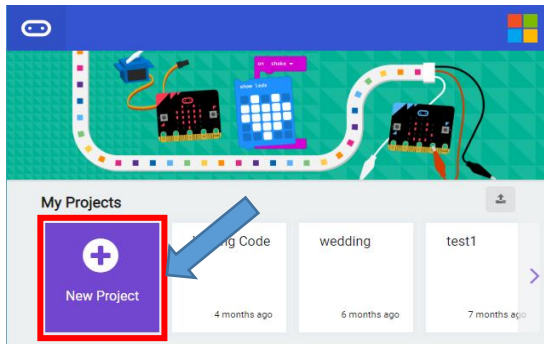 on shake
show leds
My Projects
New Project
Code
4 months ago
wedding
6 months ago
test1
7 months ago